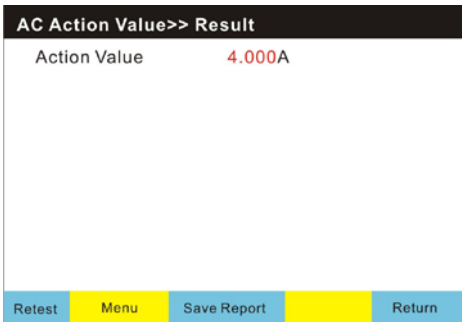 AC Action Value>> Result
Action Value 4.000A
Retest Menu Save Report Return